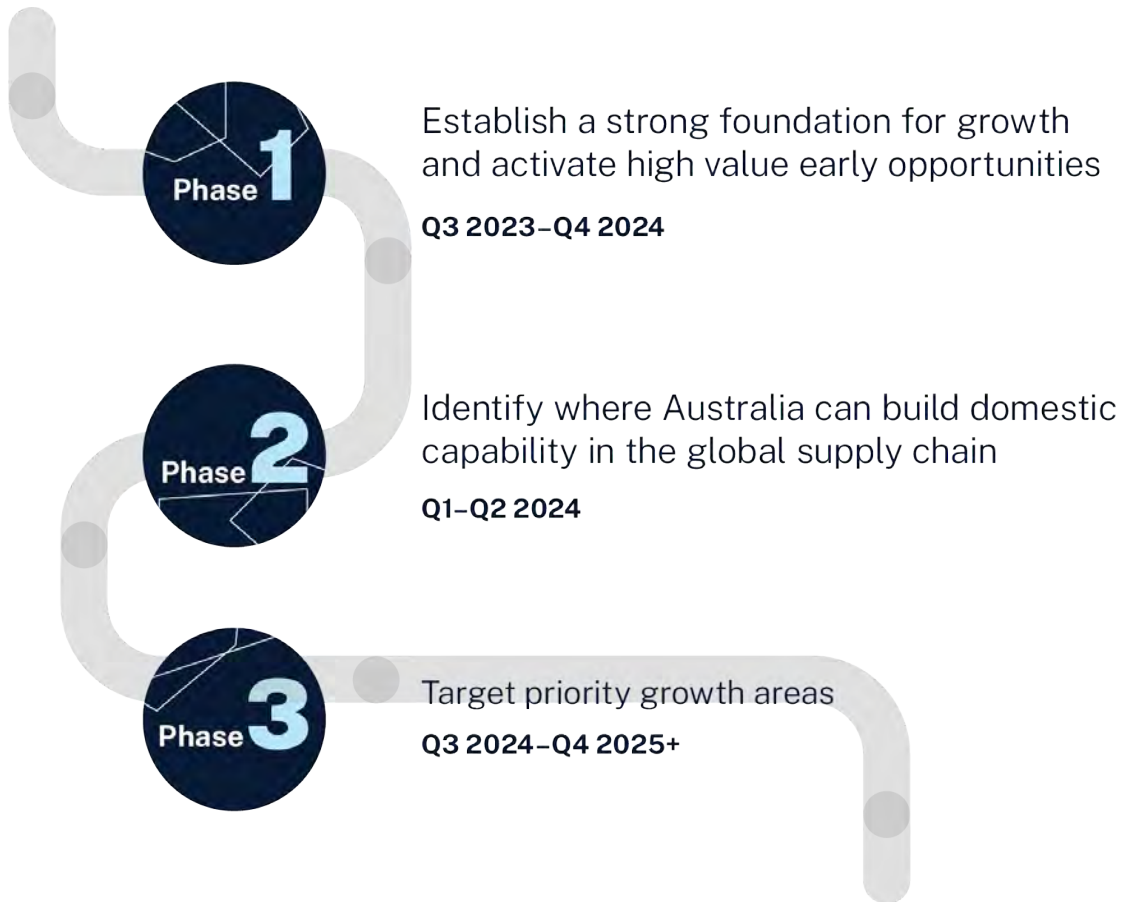 Phase 1
Establish a strong foundation for growth
and activate high value early opportunities
Q3 2023–Q4 2024
Phase 2
Identify where Australia can build domestic
capability in the global supply chain
Q1–Q2 2024
Phase 3
Target priority growth areas
Q3 2024–Q4 2025+